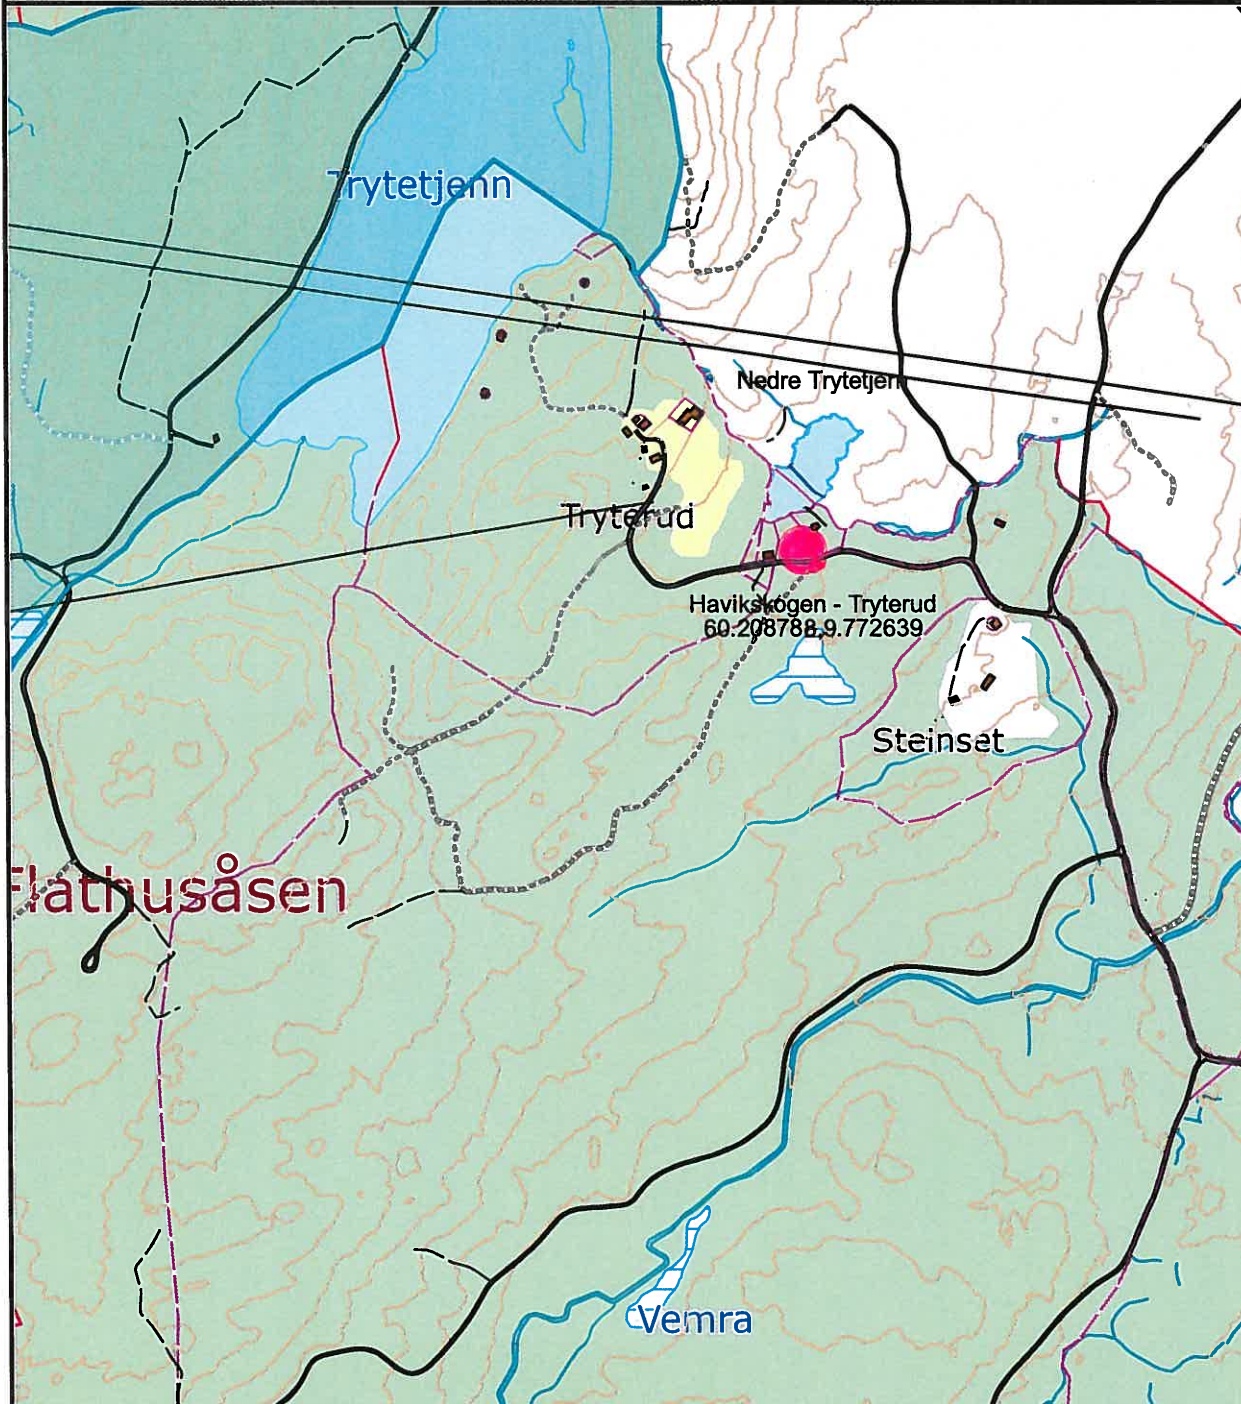 Trytetjenn
Nedre Trytetjern
Tryterud
Havikskogen - Tryterud
60.208788,9.772639
Steinset
Flathusåsen
Vemra